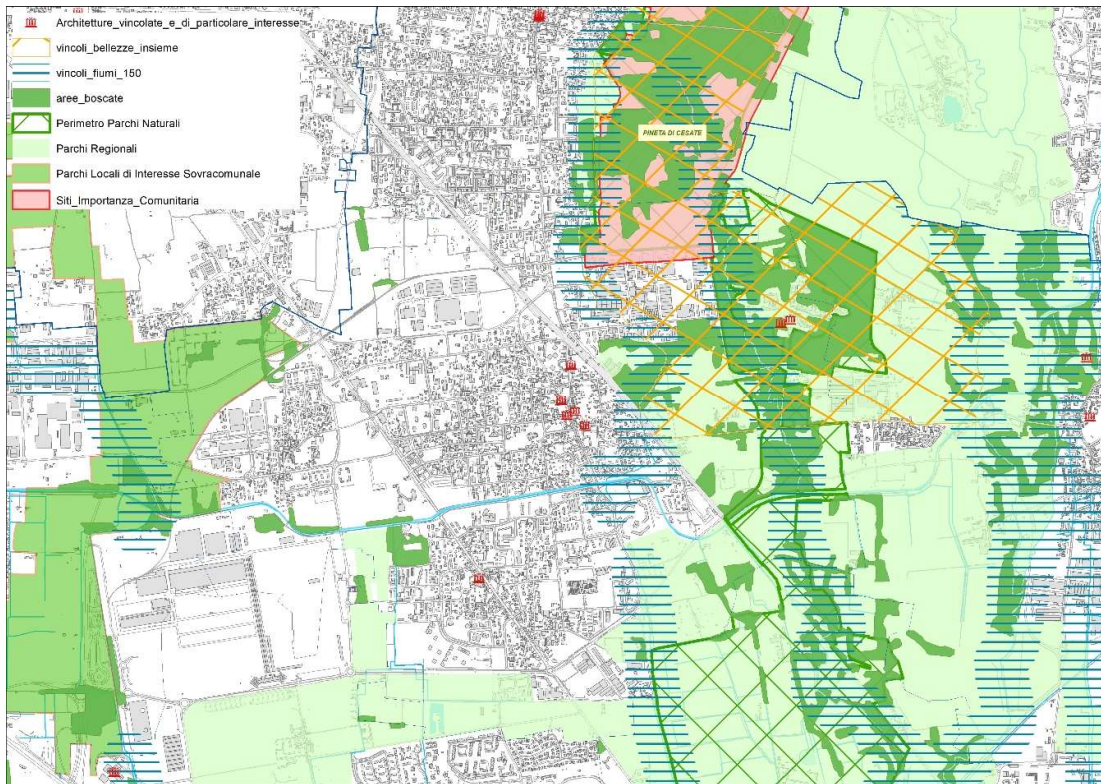 Architetture_vincolate_e_di_particolare_interesse
vincoli_bellezze_insieme
vincoli_fiumi_150
aree_boscate
Perimetro Parchi Naturali
Parchi Regionali
Parchi Locali di Interesse Sovracomunale
Siti_Importanza_Comunitaria
PINETA DI CESATE